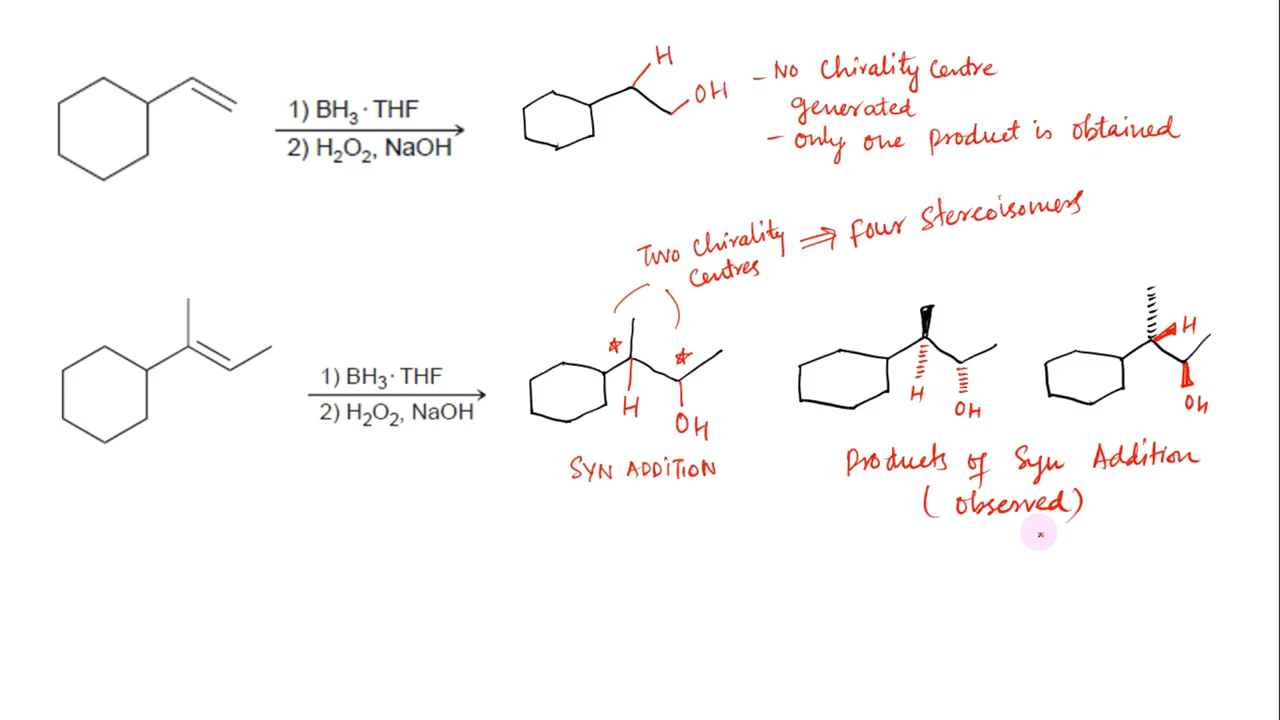 H
OH
- No Chirality Centre
generated
- only one product is obtained
1) BH₃·THF
2) H₂O₂, NaOH
Two Chirality
Centres
⇒ Four Stereoisomers
1) BH₃·THF
2) H₂O₂, NaOH
H
OH
SYN ADDITION
H
OH
H
OH
Products of Syn Addition
(Observed)